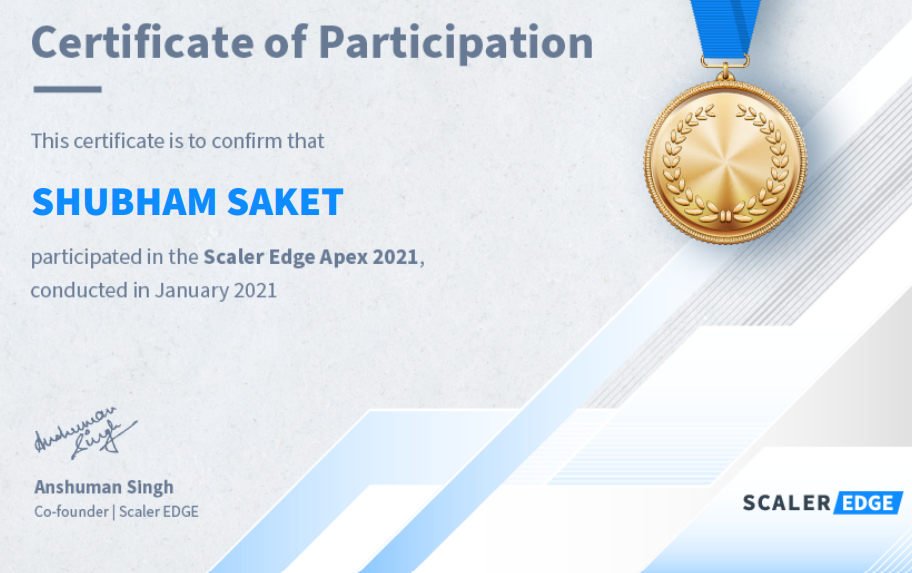 Certificate of Participation
This certificate is to confirm that
SHUBHAM SAKET
participated in the Scaler Edge Apex 2021,
conducted in January 2021
Anshuman
Singh
Anshuman Singh
Co-founder | Scaler EDGE
SCALER EDGE